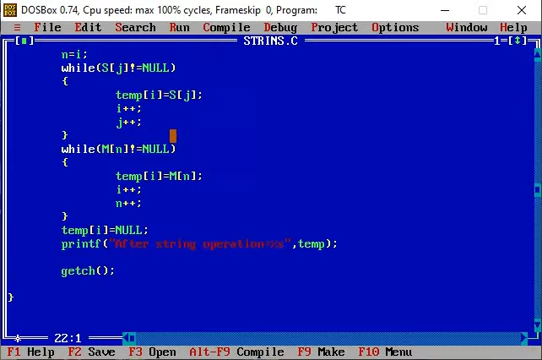 DOSBox 0.74, Cpu speed: max 100% cycles, Frameskip 0, Program: TC
≡ File Edit Search Run Compile Debug Project Options Window Help
[■] STRINS.C 1=[↕]
n=i;
while(S[j]!=NULL)
{
temp[i]=S[j];
i++;
j++;
}
while(M[n]!=NULL)
{
temp[i]=M[n];
i++;
n++;
}
temp[i]=NULL;
printf("After string operation=%s",temp);
getch();
}
22:1
F1 Help F2 Save F3 Open Alt-F9 Compile F9 Make F10 Menu